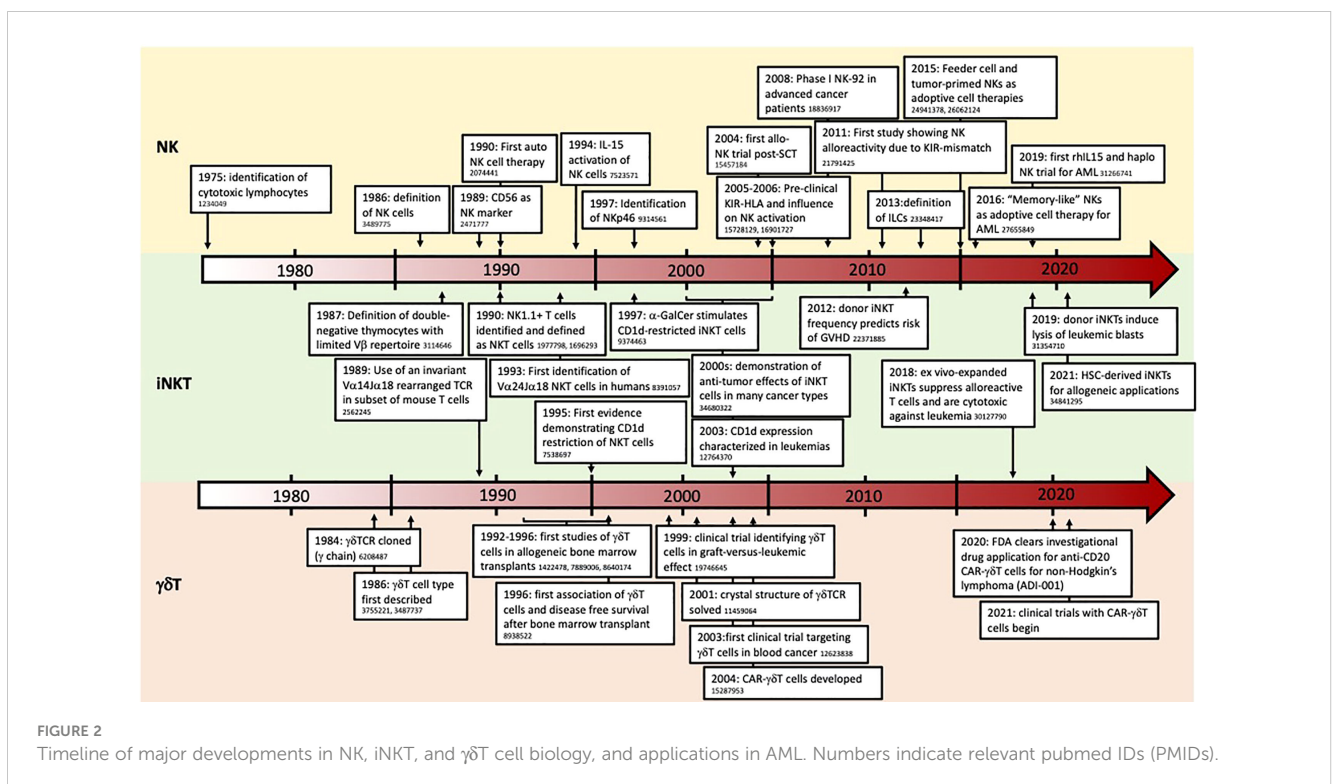 NK
1975: identification of
cytotoxic lymphocytes
1234049
1986: definition
of NK cells
3489775
1990: First auto
NK cell therapy
2074441
1989: CD56 as
NK marker
2471777
1994: IL-15
activation of
NK cells 7523571
1997: Identification
of NKp46 9314561
2004: first allo-
NK trial post-SCT
15457184
2005-2006: Pre-clinical
KIR-HLA and influence
on NK activation
15728129, 16901727
2008: Phase I NK-92 in
advanced cancer
patients 18836917
2011: First study showing NK
alloreactivity due to KIR-mismatch
21791425
2015: Feeder cell and
tumor-primed NKs as
adoptive cell therapies
24941378, 26062124
2013:definition
of ILCs 23348417
2019: first rhIL15 and haplo
NK trial for AML 31266741
2016: “Memory-like” NKs
as adoptive cell therapy for
AML 27655849
1980 1990 2000 2010 2020
iNKT
1987: Definition of double-
negative thymocytes with
limited Vβ repertoire 3114646
1989: Use of an invariant
Vα14Jα18 rearranged TCR
in subset of mouse T cells
2562245
1990: NK1.1+ T cells
identified and defined
as NKT cells 1977798, 1696293
1993: First identification of
Vα24Jα18 NKT cells in humans 8391057
1995: First evidence
demonstrating CD1d
restriction of NKT cells
7538697
1997: α-GalCer stimulates
CD1d-restricted iNKT cells
9374463
2000s: demonstration of
anti-tumor effects of iNKT
cells in many cancer types
34680322
2003: CD1d expression
characterized in leukemias
12764370
2012: donor iNKT
frequency predicts risk
of GVHD 22371885
2018: ex vivo-expanded
iNKTs suppress alloreactive
T cells and are cytotoxic
against leukemia 30127790
2019: donor iNKTs induce
lysis of leukemic blasts
31354710
2021: HSC-derived iNKTs
for allogeneic applications
34841295
1980 1990 2000 2010 2020
γδT
1984: γδTCR cloned
(γ chain) 6208487
1986: γδT cell type
first described
3755221, 3487737
1992-1996: first studies of γδT
cells in allogeneic bone marrow
transplants 1422478, 7889006, 8640174
1996: first association of γδT
cells and disease free survival
after bone marrow transplant
8938522
1999: clinical trial identifying γδT
cells in graft-versus-leukemic
effect 19746645
2001: crystal structure of γδTCR
solved 11459064
2003:first clinical trial targeting
γδT cells in blood cancer 12623838
2004: CAR-γδT cells developed
15287953
2020: FDA clears investigational
drug application for anti-CD20
CAR-γδT cells for non-Hodgkin’s
lymphoma (ADI-001)
2021: clinical trials with CAR-γδT
cells begin
FIGURE 2
Timeline of major developments in NK, iNKT, and γδT cell biology, and applications in AML. Numbers indicate relevant pubmed IDs (PMIDs).